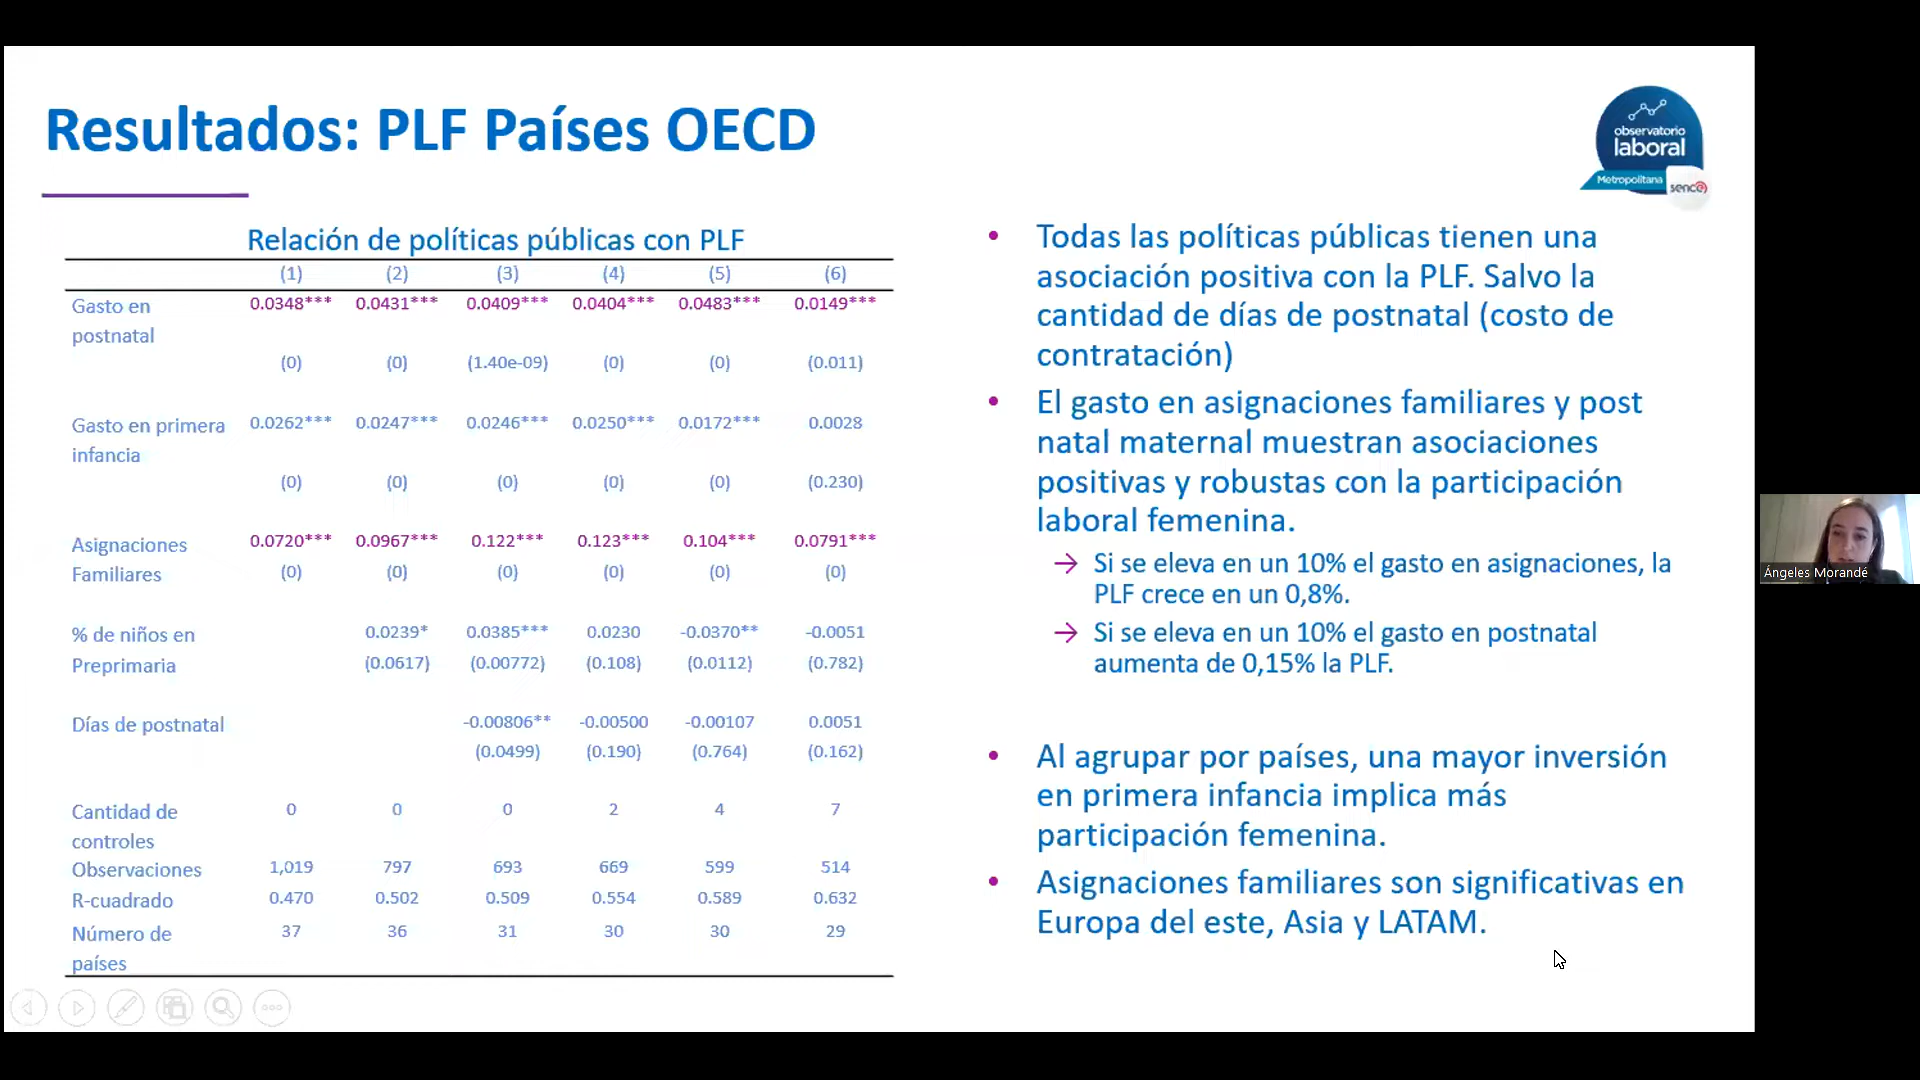 Resultados: PLF Países OECD
observatorio
laboral
Metropolitana
sence
Relación de políticas públicas con PLF
(1) (2) (3) (4) (5) (6)
Gasto en 0.0348*** 0.0431*** 0.0409*** 0.0404*** 0.0483*** 0.0149***
postnatal
(0) (0) (1.40e-09) (0) (0) (0.011)
Gasto en primera 0.0262*** 0.0247*** 0.0246*** 0.0250*** 0.0172*** 0.0028
infancia
(0) (0) (0) (0) (0) (0.230)
Asignaciones 0.0720*** 0.0967*** 0.122*** 0.123*** 0.104*** 0.0791***
Familiares (0) (0) (0) (0) (0) (0)
% de niños en 0.0239* 0.0385*** 0.0230 -0.0370** -0.0051
Preprimaria (0.0617) (0.00772) (0.108) (0.0112) (0.782)
Días de postnatal -0.00806** -0.00500 -0.00107 0.0051
(0.0499) (0.190) (0.764) (0.162)
Cantidad de 0 0 0 2 4 7
controles
Observaciones 1,019 797 693 669 599 514
R-cuadrado 0.470 0.502 0.509 0.554 0.589 0.632
Número de 37 36 31 30 30 29
países
• Todas las políticas públicas tienen una
asociación positiva con la PLF. Salvo la
cantidad de días de postnatal (costo de
contratación)
• El gasto en asignaciones familiares y post
natal maternal muestran asociaciones
positivas y robustas con la participación
laboral femenina.
→ Si se eleva en un 10% el gasto en asignaciones, la
PLF crece en un 0,8%.
→ Si se eleva en un 10% el gasto en postnatal
aumenta de 0,15% la PLF.
• Al agrupar por países, una mayor inversión
en primera infancia implica más
participación femenina.
• Asignaciones familiares son significativas en
Europa del este, Asia y LATAM.
Ángeles Morandé